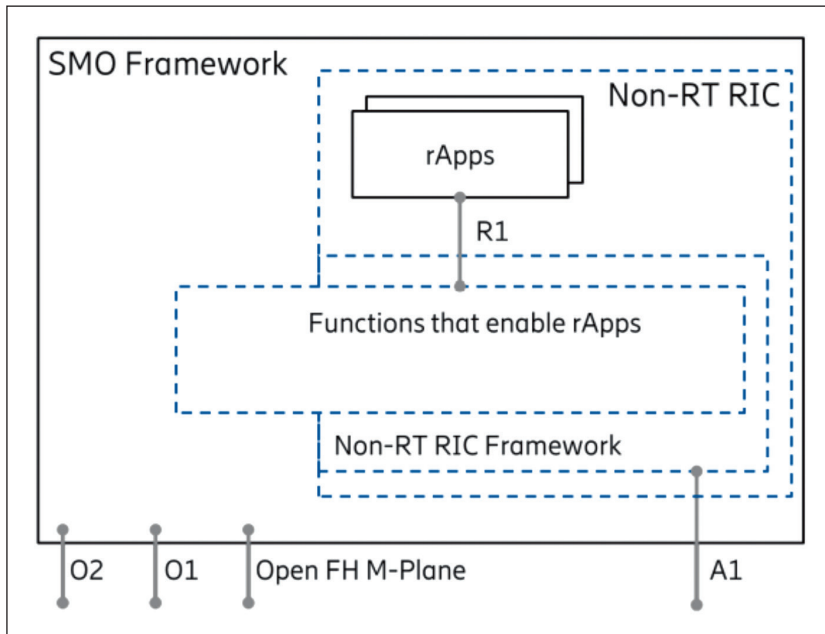 SMO Framework
Non-RT RIC
rApps
R1
Functions that enable rApps
Non-RT RIC Framework
O2
O1
Open FH M-Plane
A1